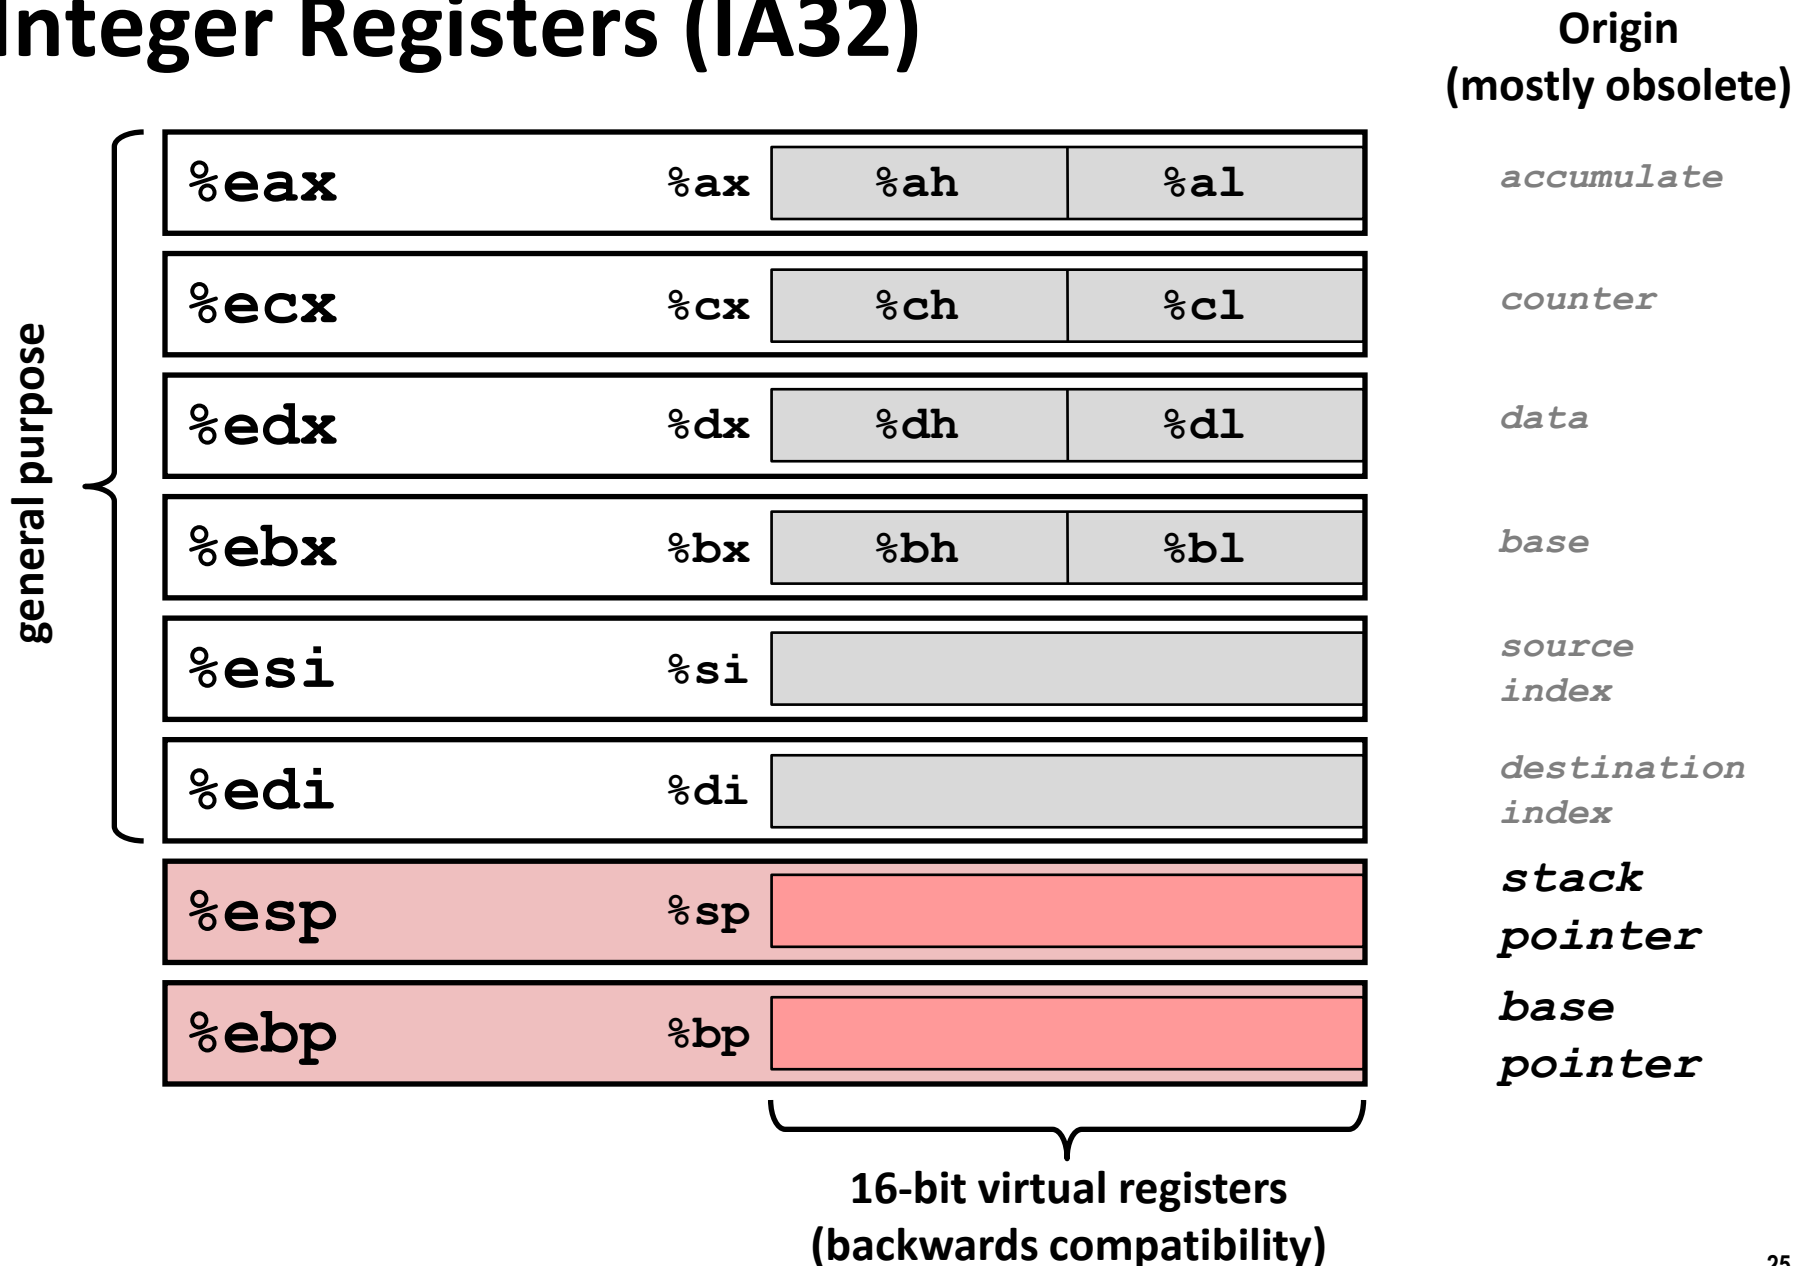 Integer Registers (IA32)
Origin
(mostly obsolete)
general purpose
%eax %ax %ah %al accumulate
%ecx %cx %ch %cl counter
%edx %dx %dh %dl data
%ebx %bx %bh %bl base
%esi %si source
index
%edi %di destination
index
%esp %sp stack
pointer
%ebp %bp base
pointer
16-bit virtual registers
(backwards compatibility)
25